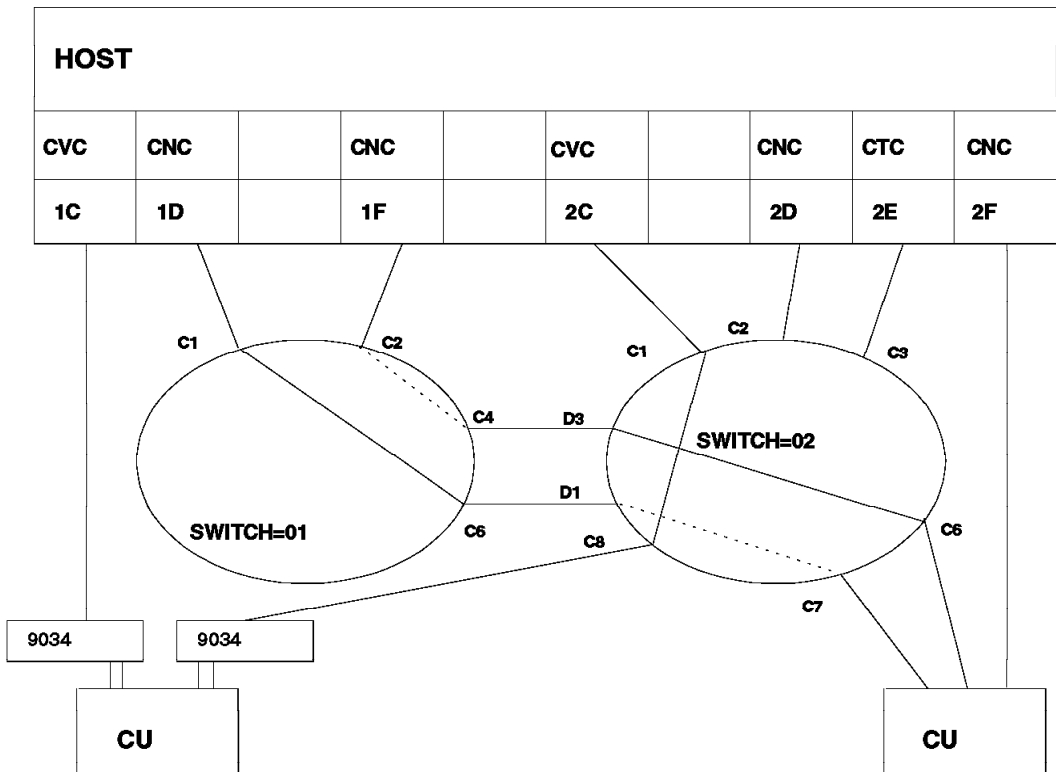 HOST
CVC CNC CNC CVC CNC CTC CNC
1C 1D 1F 2C 2D 2E 2F
C1 C2 C1 C2 C3
C4 D3 SWITCH=02
D1
SWITCH=01 C6 C8 C6
C7
9034 9034
CU CU